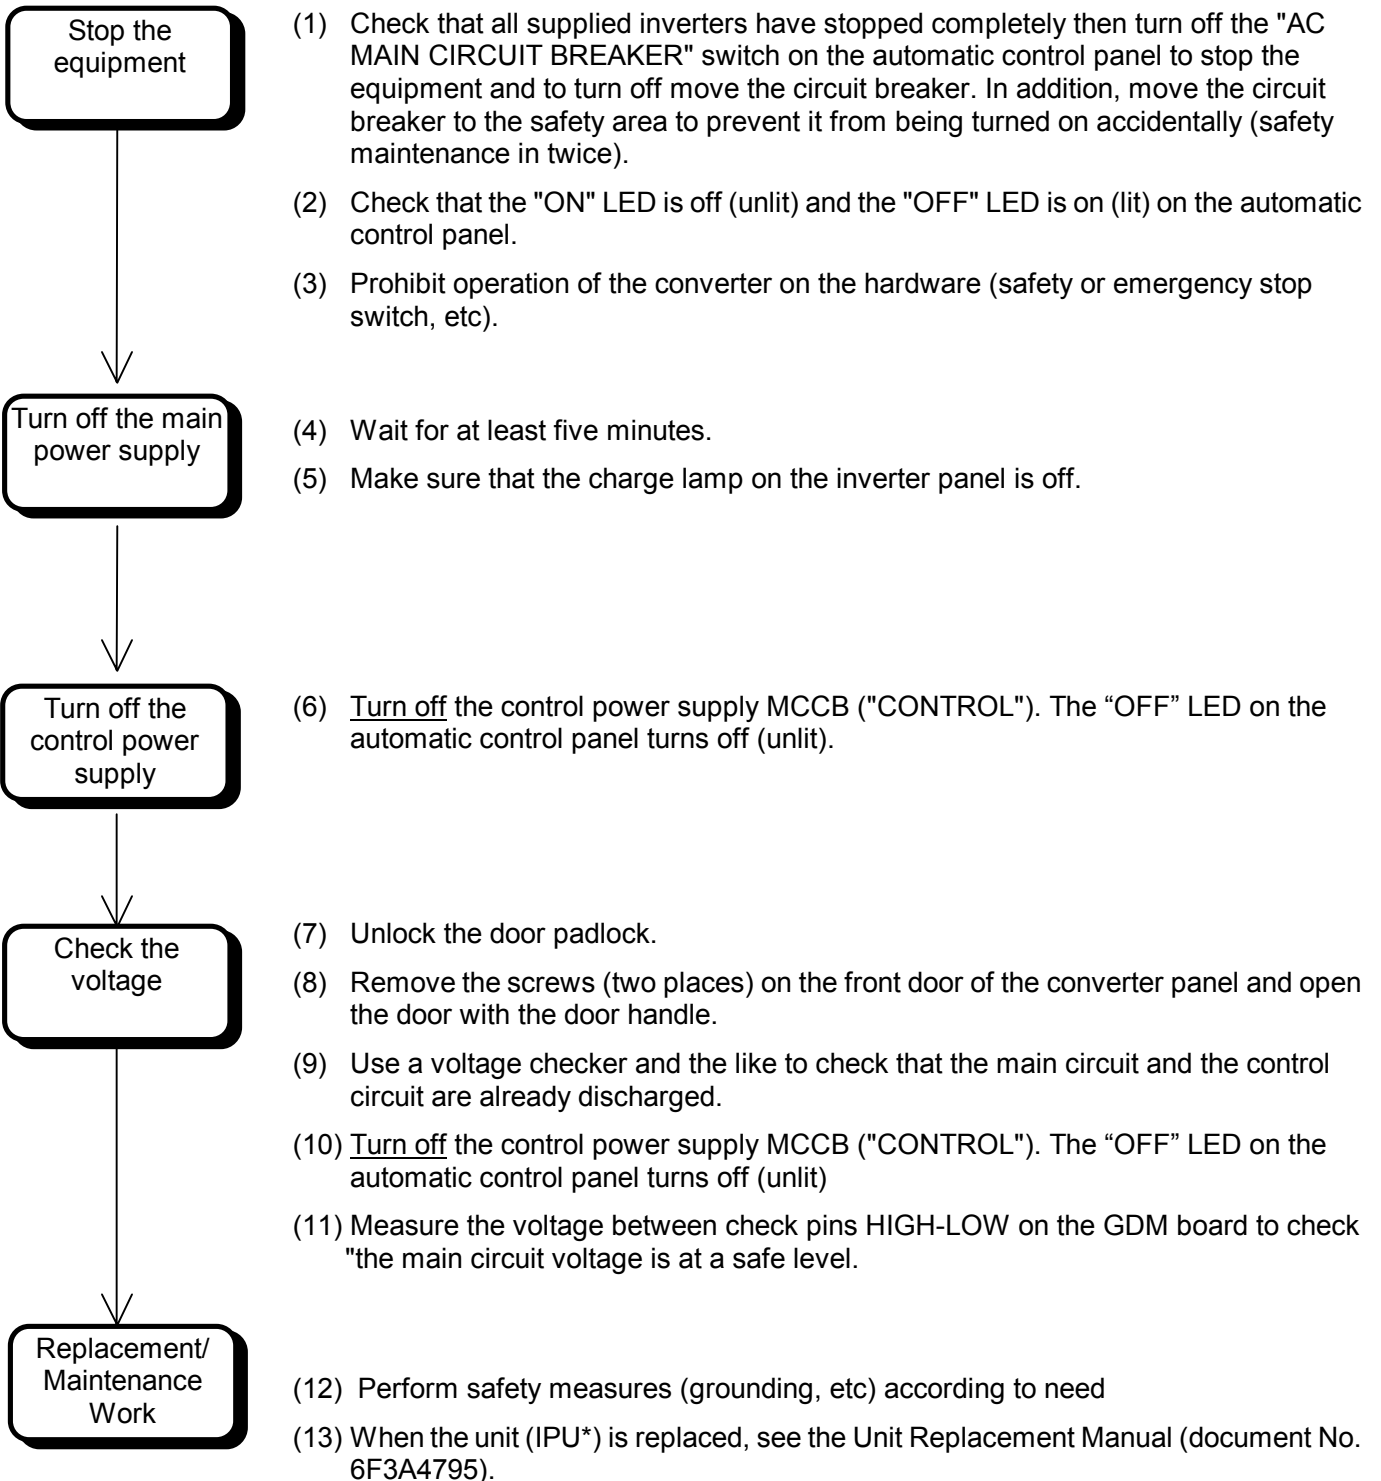 Stop the
equipment
(1) Check that all supplied inverters have stopped completely then turn off the "AC
MAIN CIRCUIT BREAKER" switch on the automatic control panel to stop the
equipment and to turn off move the circuit breaker. In addition, move the circuit
breaker to the safety area to prevent it from being turned on accidentally (safety
maintenance in twice).
(2) Check that the "ON" LED is off (unlit) and the "OFF" LED is on (lit) on the automatic
control panel.
(3) Prohibit operation of the converter on the hardware (safety or emergency stop
switch, etc).
Turn off the main
power supply
(4) Wait for at least five minutes.
(5) Make sure that the charge lamp on the inverter panel is off.
Turn off the
control power
supply
(6) Turn off the control power supply MCCB ("CONTROL"). The “OFF” LED on the
automatic control panel turns off (unlit).
Check the
voltage
(7) Unlock the door padlock.
(8) Remove the screws (two places) on the front door of the converter panel and open
the door with the door handle.
(9) Use a voltage checker and the like to check that the main circuit and the control
circuit are already discharged.
(10) Turn off the control power supply MCCB ("CONTROL"). The “OFF” LED on the
automatic control panel turns off (unlit)
(11) Measure the voltage between check pins HIGH-LOW on the GDM board to check
"the main circuit voltage is at a safe level.
Replacement/
Maintenance
Work
(12) Perform safety measures (grounding, etc) according to need
(13) When the unit (IPU*) is replaced, see the Unit Replacement Manual (document No.
6F3A4795).